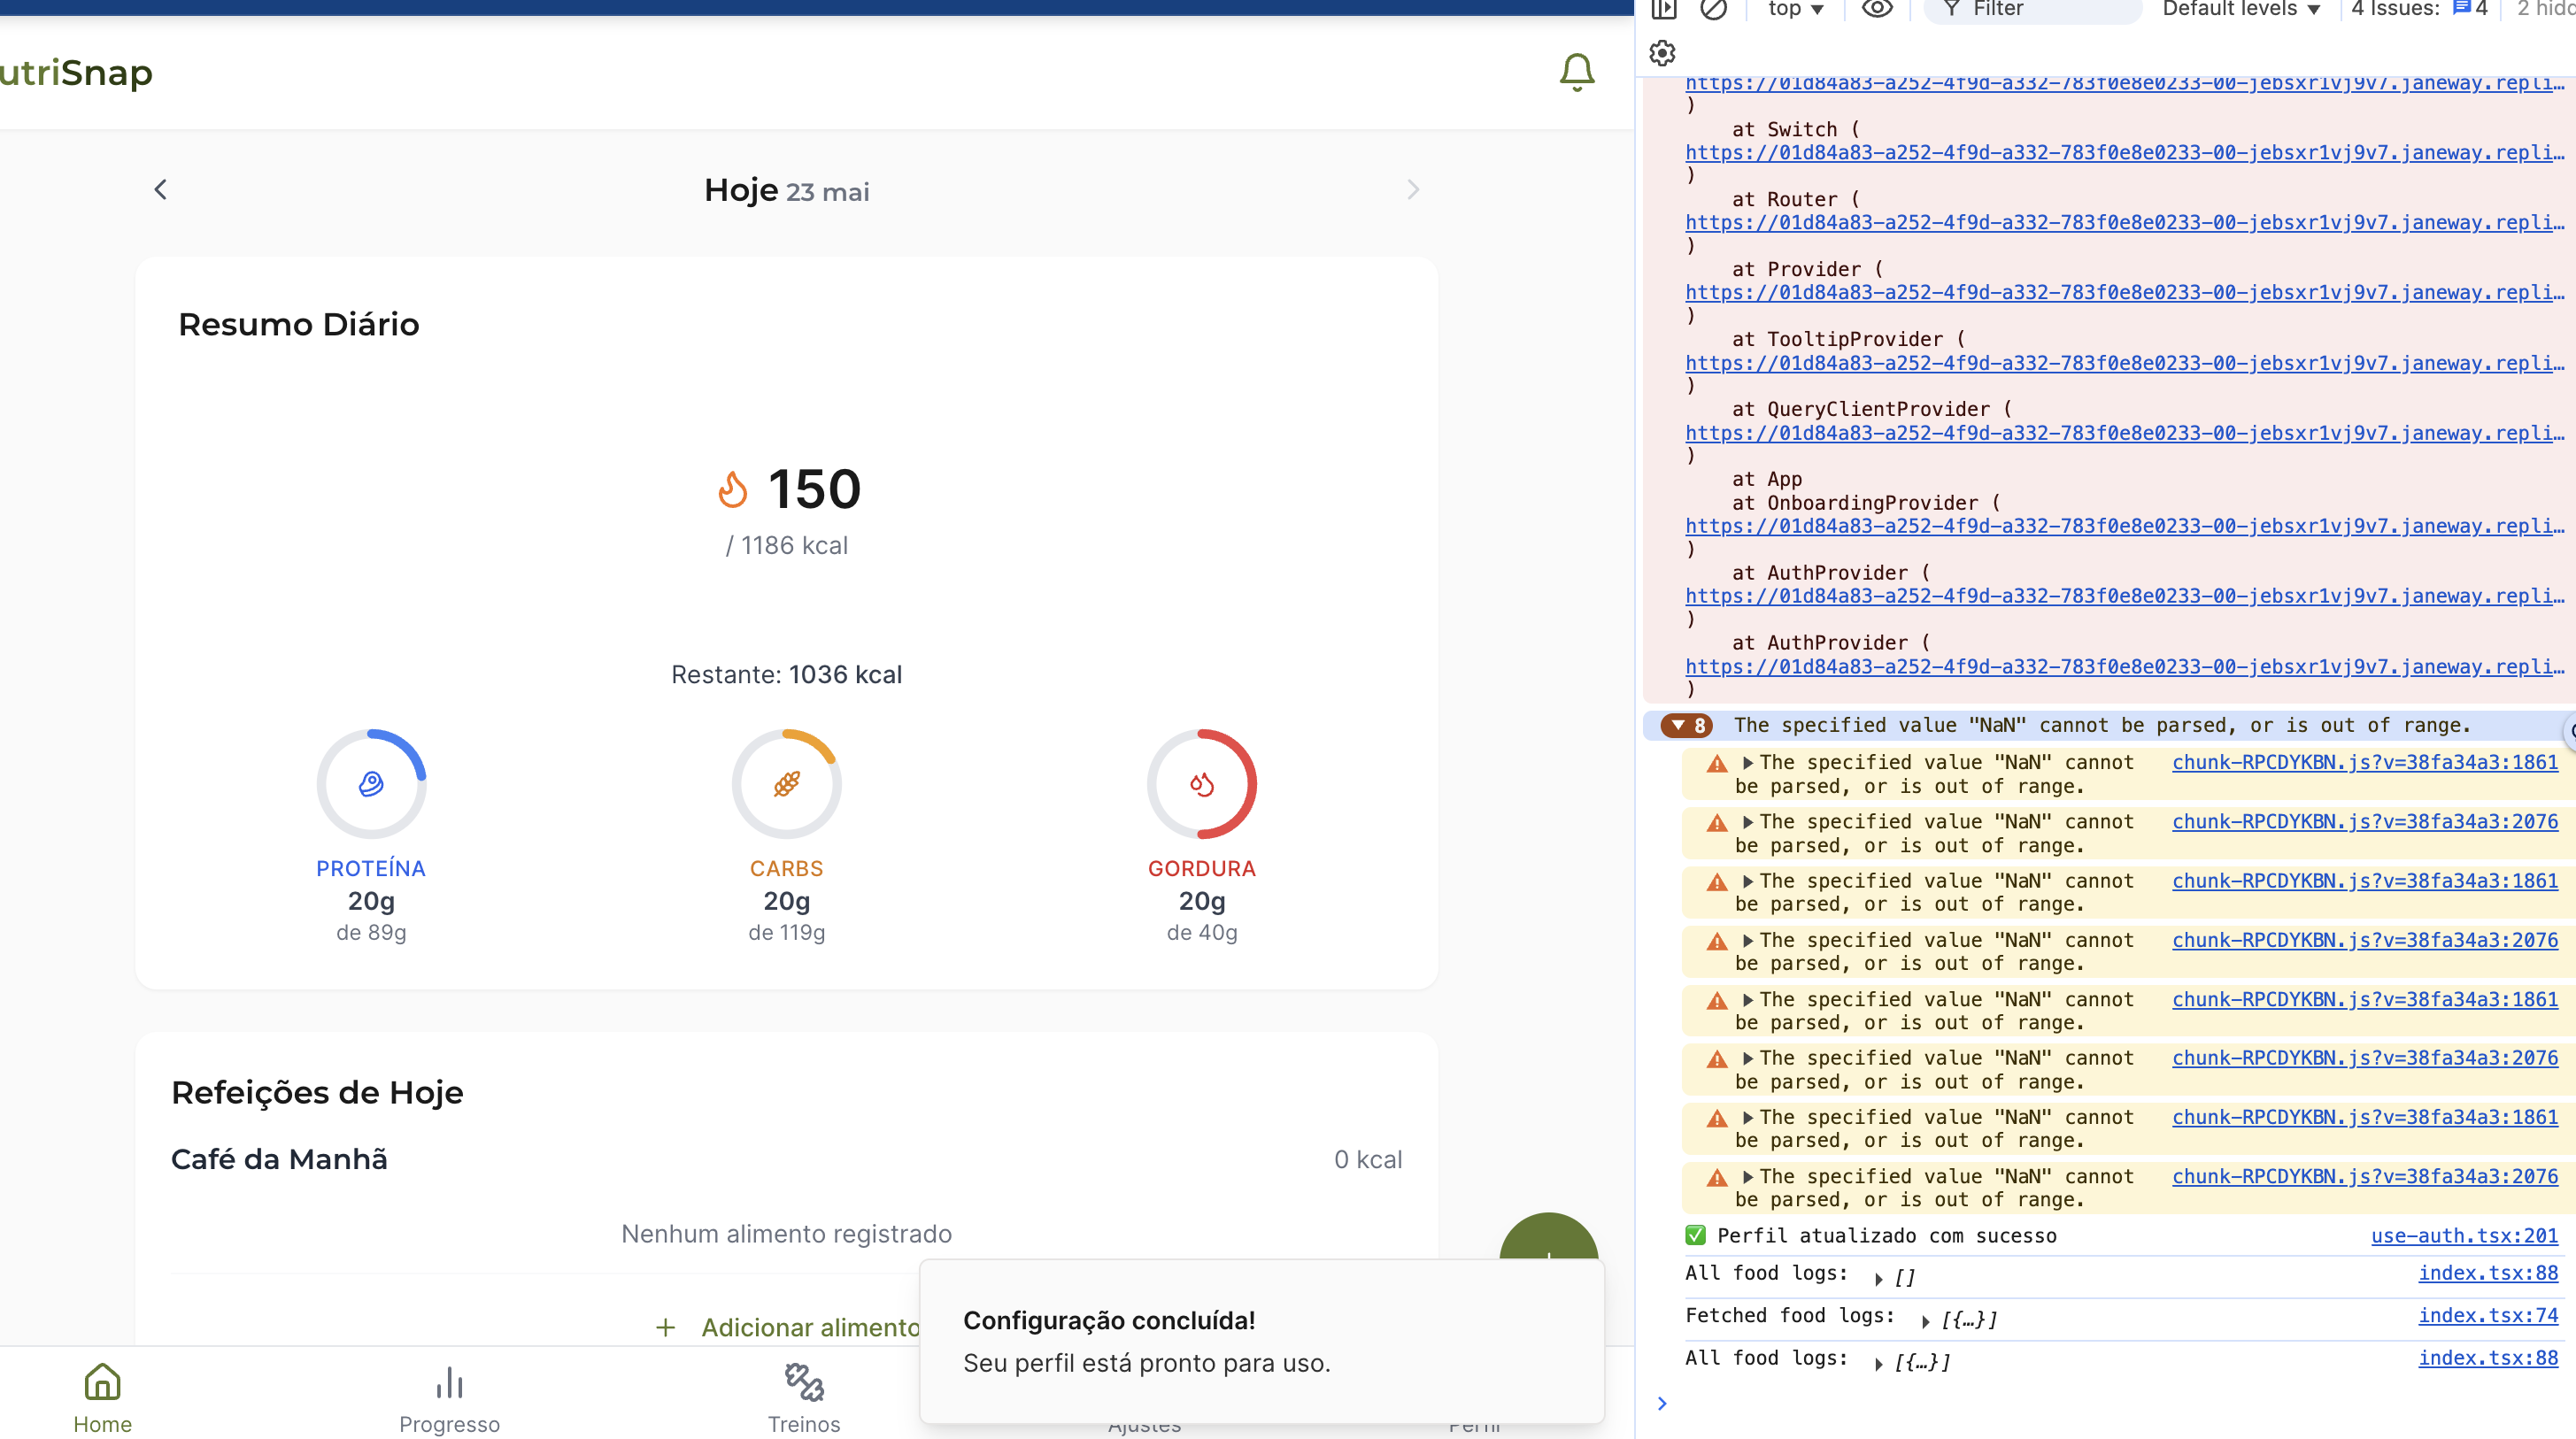 utriSnap
Hoje 23 mai
Resumo Diário
150
/ 1186 kcal
Restante: 1036 kcal
PROTEÍNA
20g
de 89g
CARBS
20g
de 119g
GORDURA
20g
de 40g
Refeições de Hoje
Café da Manhã
0 kcal
Nenhum alimento registrado
+ Adicionar alimento
Configuração concluída!
Seu perfil está pronto para uso.
Home
Progresso
Treinos
Ajustes
Perfil
top
Filter
Default levels
4 Issues: 4
2 hidd
https://01d84a83-a252-4f9d-a332-783f0e8e0233-00-jebsxr1vj9v7.janeway.repli…
)
at Switch (
https://01d84a83-a252-4f9d-a332-783f0e8e0233-00-jebsxr1vj9v7.janeway.repli…
)
at Router (
https://01d84a83-a252-4f9d-a332-783f0e8e0233-00-jebsxr1vj9v7.janeway.repli…
)
at Provider (
https://01d84a83-a252-4f9d-a332-783f0e8e0233-00-jebsxr1vj9v7.janeway.repli…
)
at TooltipProvider (
https://01d84a83-a252-4f9d-a332-783f0e8e0233-00-jebsxr1vj9v7.janeway.repli…
)
at QueryClientProvider (
https://01d84a83-a252-4f9d-a332-783f0e8e0233-00-jebsxr1vj9v7.janeway.repli…
)
at App
at OnboardingProvider (
https://01d84a83-a252-4f9d-a332-783f0e8e0233-00-jebsxr1vj9v7.janeway.repli…
)
at AuthProvider (
https://01d84a83-a252-4f9d-a332-783f0e8e0233-00-jebsxr1vj9v7.janeway.repli…
)
at AuthProvider (
https://01d84a83-a252-4f9d-a332-783f0e8e0233-00-jebsxr1vj9v7.janeway.repli…
)
8 The specified value "NaN" cannot be parsed, or is out of range.
The specified value "NaN" cannot chunk-RPCDYKBN.js?v=38fa34a3:1861
be parsed, or is out of range.
The specified value "NaN" cannot chunk-RPCDYKBN.js?v=38fa34a3:2076
be parsed, or is out of range.
The specified value "NaN" cannot chunk-RPCDYKBN.js?v=38fa34a3:1861
be parsed, or is out of range.
The specified value "NaN" cannot chunk-RPCDYKBN.js?v=38fa34a3:2076
be parsed, or is out of range.
The specified value "NaN" cannot chunk-RPCDYKBN.js?v=38fa34a3:1861
be parsed, or is out of range.
The specified value "NaN" cannot chunk-RPCDYKBN.js?v=38fa34a3:2076
be parsed, or is out of range.
The specified value "NaN" cannot chunk-RPCDYKBN.js?v=38fa34a3:1861
be parsed, or is out of range.
The specified value "NaN" cannot chunk-RPCDYKBN.js?v=38fa34a3:2076
be parsed, or is out of range.
✅ Perfil atualizado com sucesso use-auth.tsx:201
All food logs: [] index.tsx:88
Fetched food logs: [{…}] index.tsx:74
All food logs: [{…}] index.tsx:88